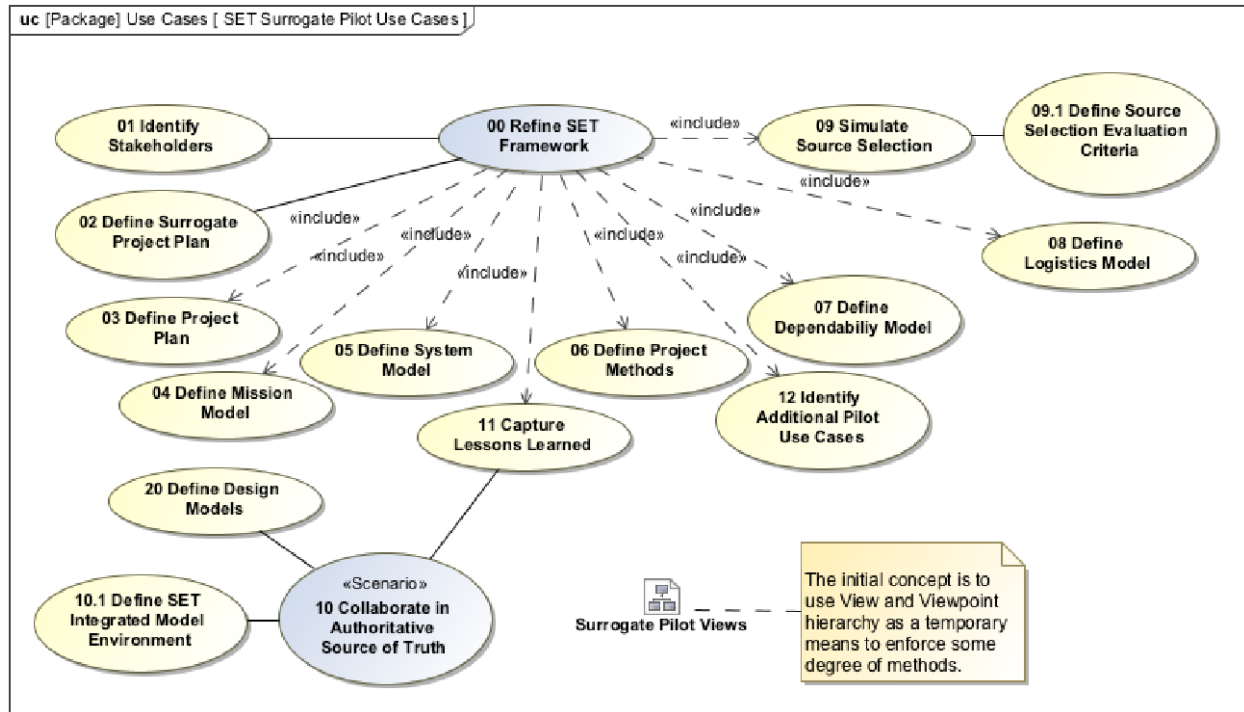 uc [Package] Use Cases [ SET Surrogate Pilot Use Cases ]
01 Identify
Stakeholders
00 Refine SET
Framework
«include»
09 Simulate
Source Selection
09.1 Define Source
Selection Evaluation
Criteria
«include»
02 Define Surrogate
Project Plan
«include»
«include»
«include»
«include»
08 Define
Logistics Model
03 Define Project
Plan
05 Define System
Model
06 Define Project
Methods
07 Define
Dependabiliy Model
04 Define Mission
Model
11 Capture
Lessons Learned
12 Identify
Additional Pilot
Use Cases
20 Define Design
Models
10.1 Define SET
Integrated Model
Environment
«Scenario»
10 Collaborate in
Authoritative
Source of Truth
Surrogate Pilot Views
The initial concept is to
use View and Viewpoint
hierarchy as a temporary
means to enforce some
degree of methods.